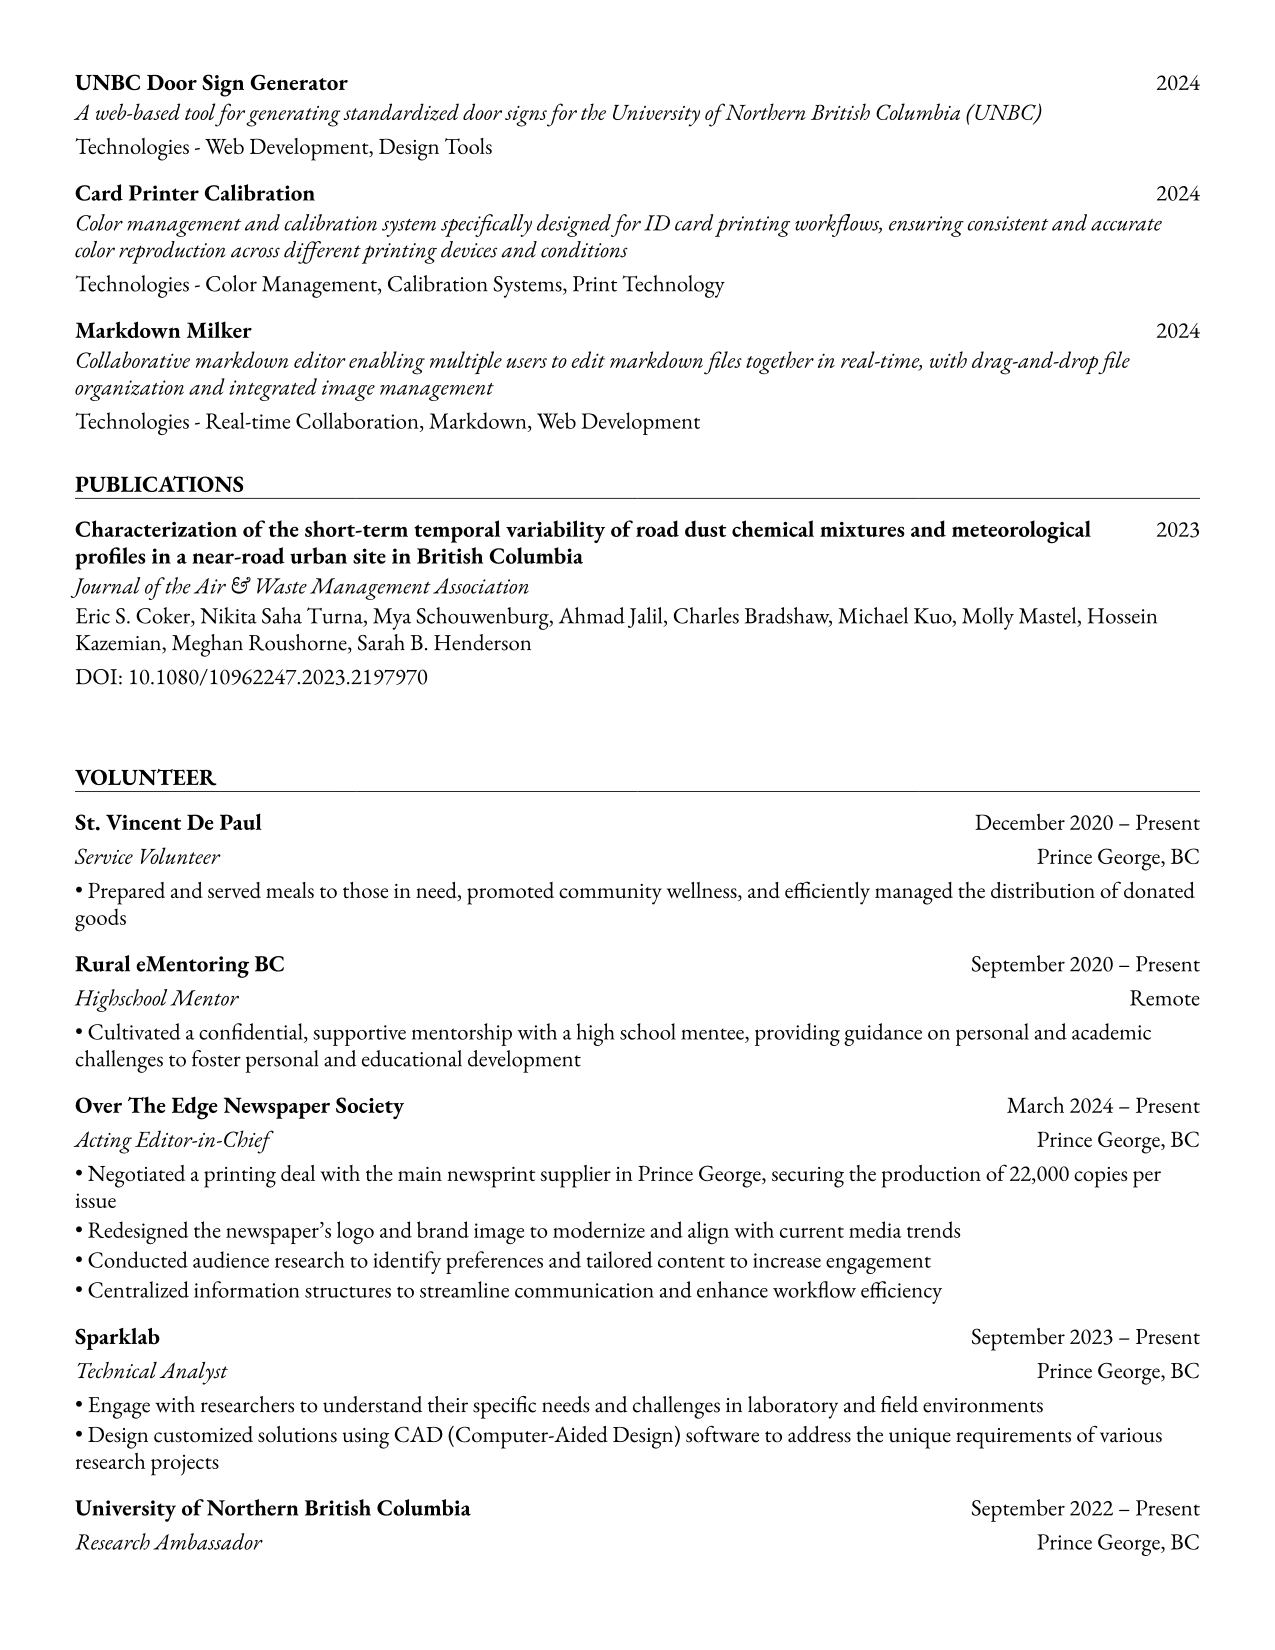 UNBC Door Sign Generator 2024
A web-based tool for generating standardized door signs for the University of Northern British Columbia (UNBC)
Technologies - Web Development, Design Tools
Card Printer Calibration 2024
Color management and calibration system specifically designed for ID card printing workflows, ensuring consistent and accurate
color reproduction across different printing devices and conditions
Technologies - Color Management, Calibration Systems, Print Technology
Markdown Milker 2024
Collaborative markdown editor enabling multiple users to edit markdown files together in real-time, with drag-and-drop file
organization and integrated image management
Technologies - Real-time Collaboration, Markdown, Web Development
PUBLICATIONS
Characterization of the short-term temporal variability of road dust chemical mixtures and meteorological 2023
profiles in a near-road urban site in British Columbia
Journal of the Air & Waste Management Association
Eric S. Coker, Nikita Saha Turna, Mya Schouwenburg, Ahmad Jalil, Charles Bradshaw, Michael Kuo, Molly Mastel, Hossein
Kazemian, Meghan Roushorne, Sarah B. Henderson
DOI: 10.1080/10962247.2023.2197970
VOLUNTEER
St. Vincent De Paul December 2020 – Present
Service Volunteer Prince George, BC
• Prepared and served meals to those in need, promoted community wellness, and efficiently managed the distribution of donated
goods
Rural eMentoring BC September 2020 – Present
Highschool Mentor Remote
• Cultivated a confidential, supportive mentorship with a high school mentee, providing guidance on personal and academic
challenges to foster personal and educational development
Over The Edge Newspaper Society March 2024 – Present
Acting Editor-in-Chief Prince George, BC
• Negotiated a printing deal with the main newsprint supplier in Prince George, securing the production of 22,000 copies per
issue
• Redesigned the newspaper’s logo and brand image to modernize and align with current media trends
• Conducted audience research to identify preferences and tailored content to increase engagement
• Centralized information structures to streamline communication and enhance workflow efficiency
Sparklab September 2023 – Present
Technical Analyst Prince George, BC
• Engage with researchers to understand their specific needs and challenges in laboratory and field environments
• Design customized solutions using CAD (Computer-Aided Design) software to address the unique requirements of various
research projects
University of Northern British Columbia September 2022 – Present
Research Ambassador Prince George, BC